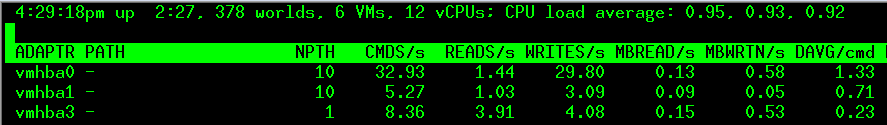 4:29:18pm up  2:27, 378 worlds, 6 VMs, 12 vCPUs; CPU load average: 0.95, 0.93, 0.92
ADAPTR PATH NPTH CMDS/s READS/s WRITES/s MBREAD/s MBWRTN/s DAVG/cmd
vmhba0 - 10 32.93 1.44 29.80 0.13 0.58 1.33
vmhba1 - 10 5.27 1.03 3.09 0.09 0.05 0.71
vmhba3 - 1 8.36 3.91 4.08 0.15 0.53 0.23